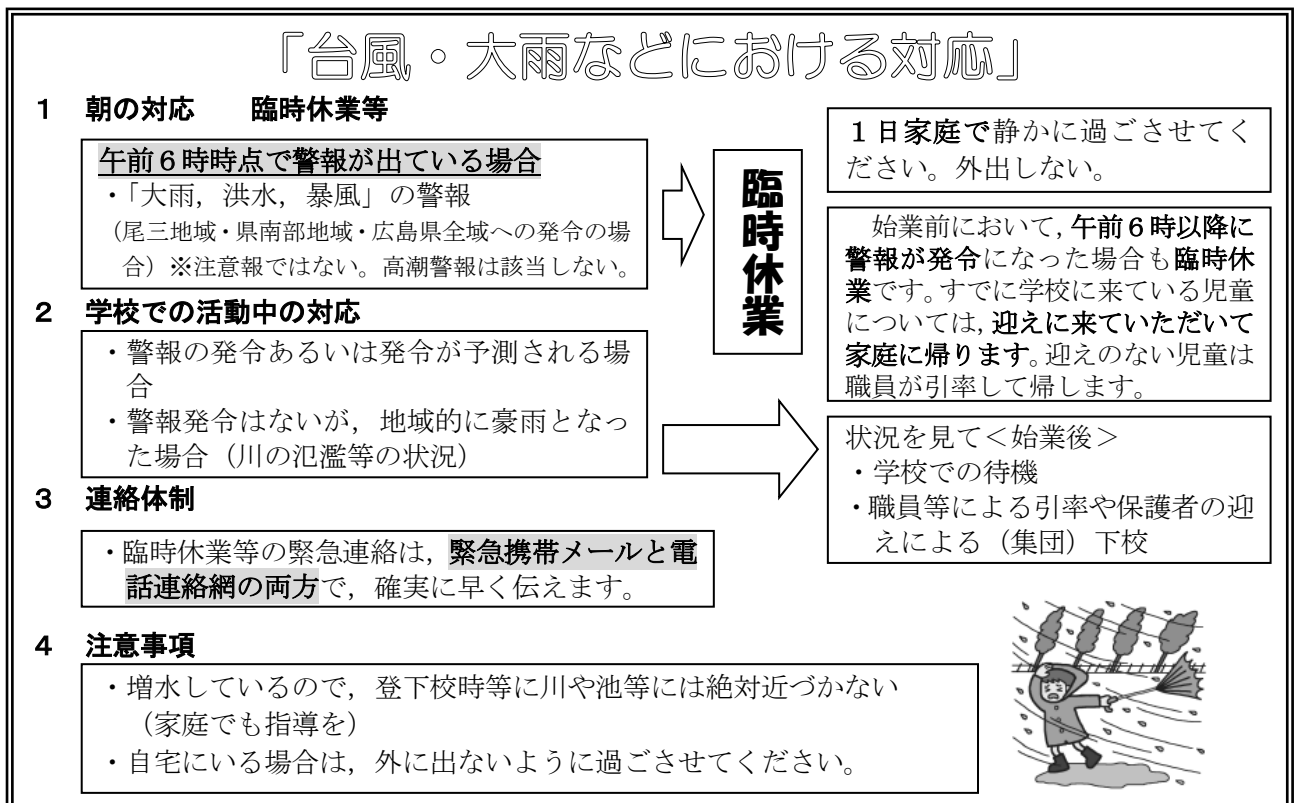 「台風・大雨などにおける対応」
１　朝の対応　　臨時休業等
午前６時時点で警報が出ている場合
・「大雨，洪水，暴風」の警報
（尾三地域・県南部地域・広島県全域への発令の場
合）※注意報ではない。高潮警報は該当しない。
臨時休業
１日家庭で静かに過ごさせてく
ださい。外出しない。
始業前において，午前６時以降に
警報が発令になった場合も臨時休
業です。すでに学校に来ている児童
については，迎えに来ていただいて
家庭に帰ります。迎えのない児童は
職員が引率して帰します。
２　学校での活動中の対応
・警報の発令あるいは発令が予測される場
合
・警報発令はないが，地域的に豪雨となっ
た場合（川の氾濫等の状況）
状況を見て＜始業後＞
・学校での待機
・職員等による引率や保護者の迎
えによる（集団）下校
３　連絡体制
・臨時休業等の緊急連絡は，緊急携帯メールと電
話連絡網の両方で，確実に早く伝えます。
４　注意事項
・増水しているので，登下校時等に川や池等には絶対近づかない
（家庭でも指導を）
・自宅にいる場合は，外に出ないように過ごさせてください。